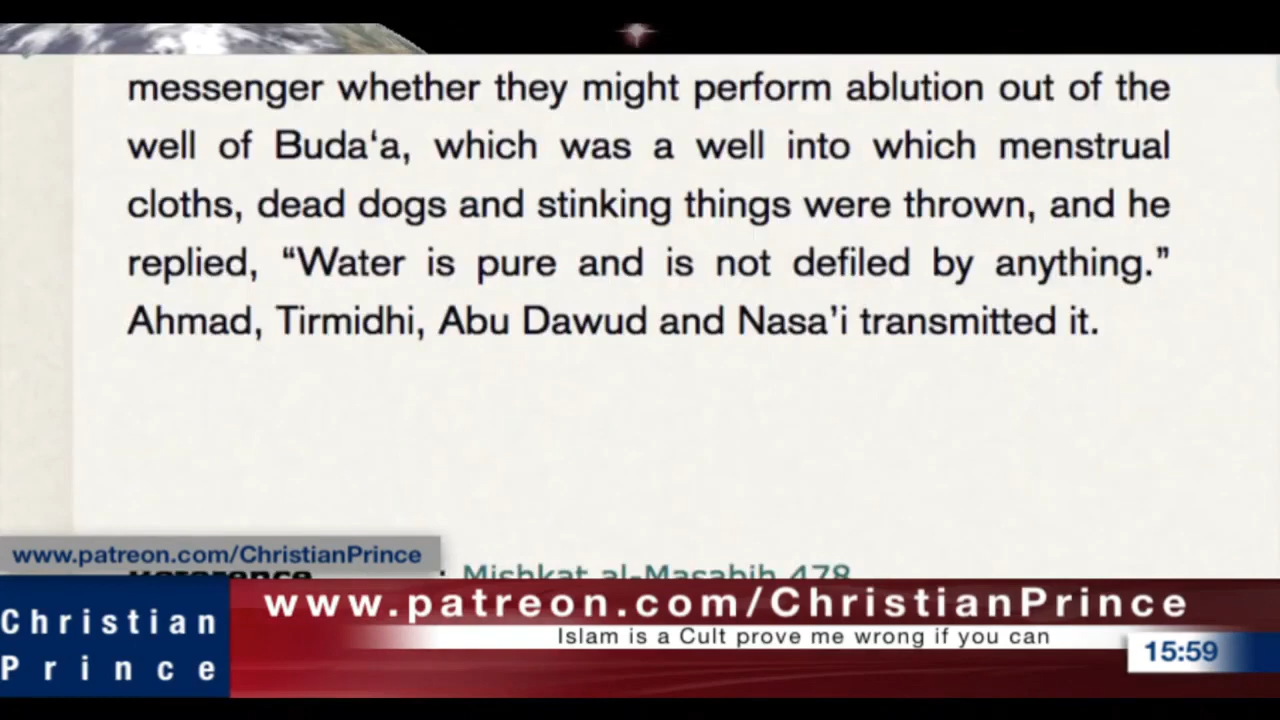 messenger whether they might perform ablution out of the
well of Buda‘a, which was a well into which menstrual
cloths, dead dogs and stinking things were thrown, and he
replied, “Water is pure and is not defiled by anything.”
Ahmad, Tirmidhi, Abu Dawud and Nasa’i transmitted it.
www.patreon.com/ChristianPrince
Reference : Mishkat al-Masabih 478
www.patreon.com/ChristianPrince
Christian
Prince
Islam is a Cult prove me wrong if you can
15:59